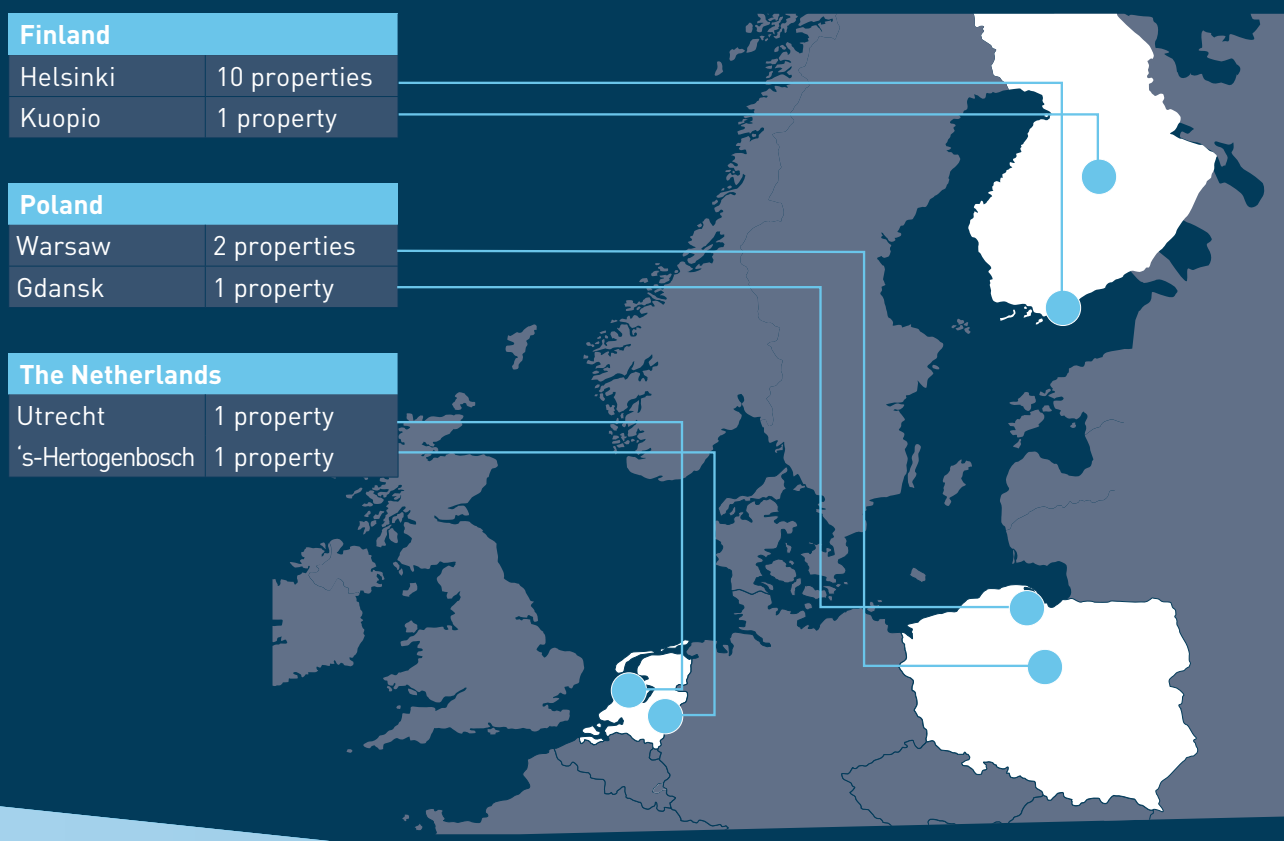 Finland
Helsinki 10 properties
Kuopio 1 property
Poland
Warsaw 2 properties
Gdansk 1 property
The Netherlands
Utrecht 1 property
‘s-Hertogenbosch 1 property